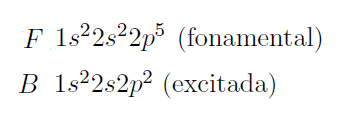 F 1s²2s²2p⁵ (fonamental)
B 1s²2s2p² (excitada)